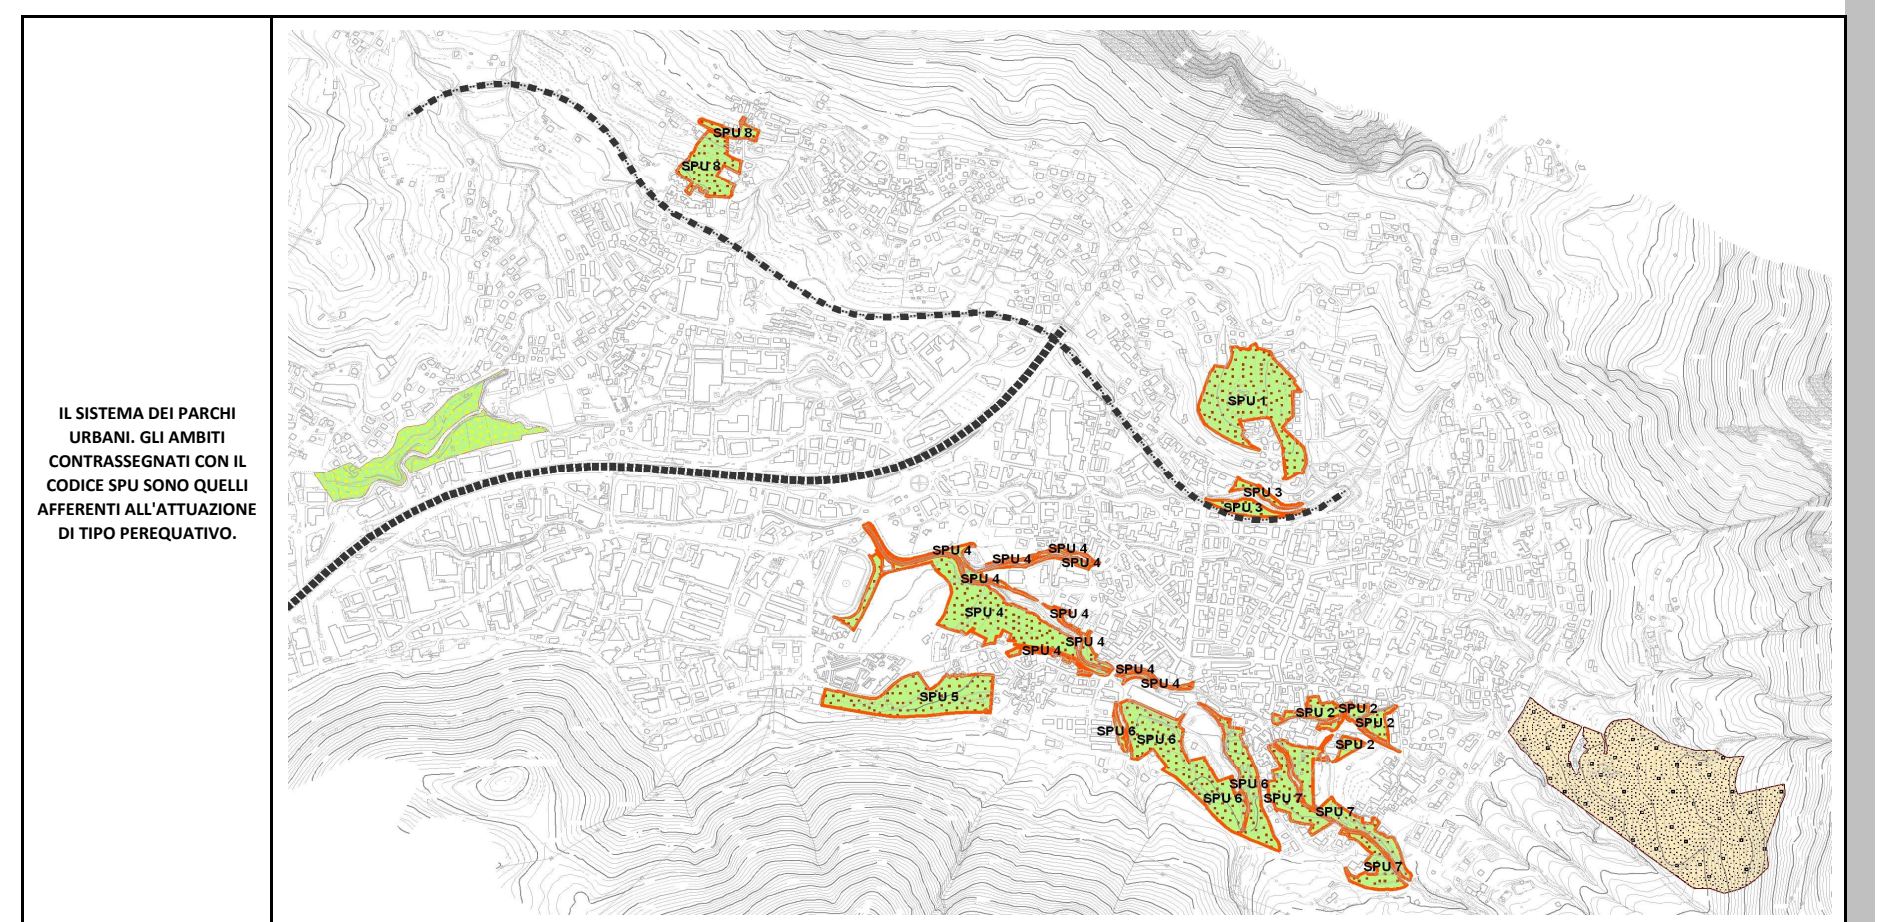 IL SISTEMA DEI PARCHI
URBANI. GLI AMBITI
CONTRASSEGNATI CON IL
CODICE SPU SONO QUELLI
AFFERENTI ALL'ATTUAZIONE
DI TIPO PEREQUATIVO.
SPU 8
SPU 8
SPU 1
SPU 3
SPU 3
SPU 4
SPU 4
SPU 4
SPU 4
SPU 4
SPU 4
SPU 4
SPU 4
SPU 4
SPU 4
SPU 4
SPU 5
SPU 2
SPU 2
SPU 2
SPU 2
SPU 6
SPU 6
SPU 6
SPU 6
SPU 7
SPU 7
SPU 7